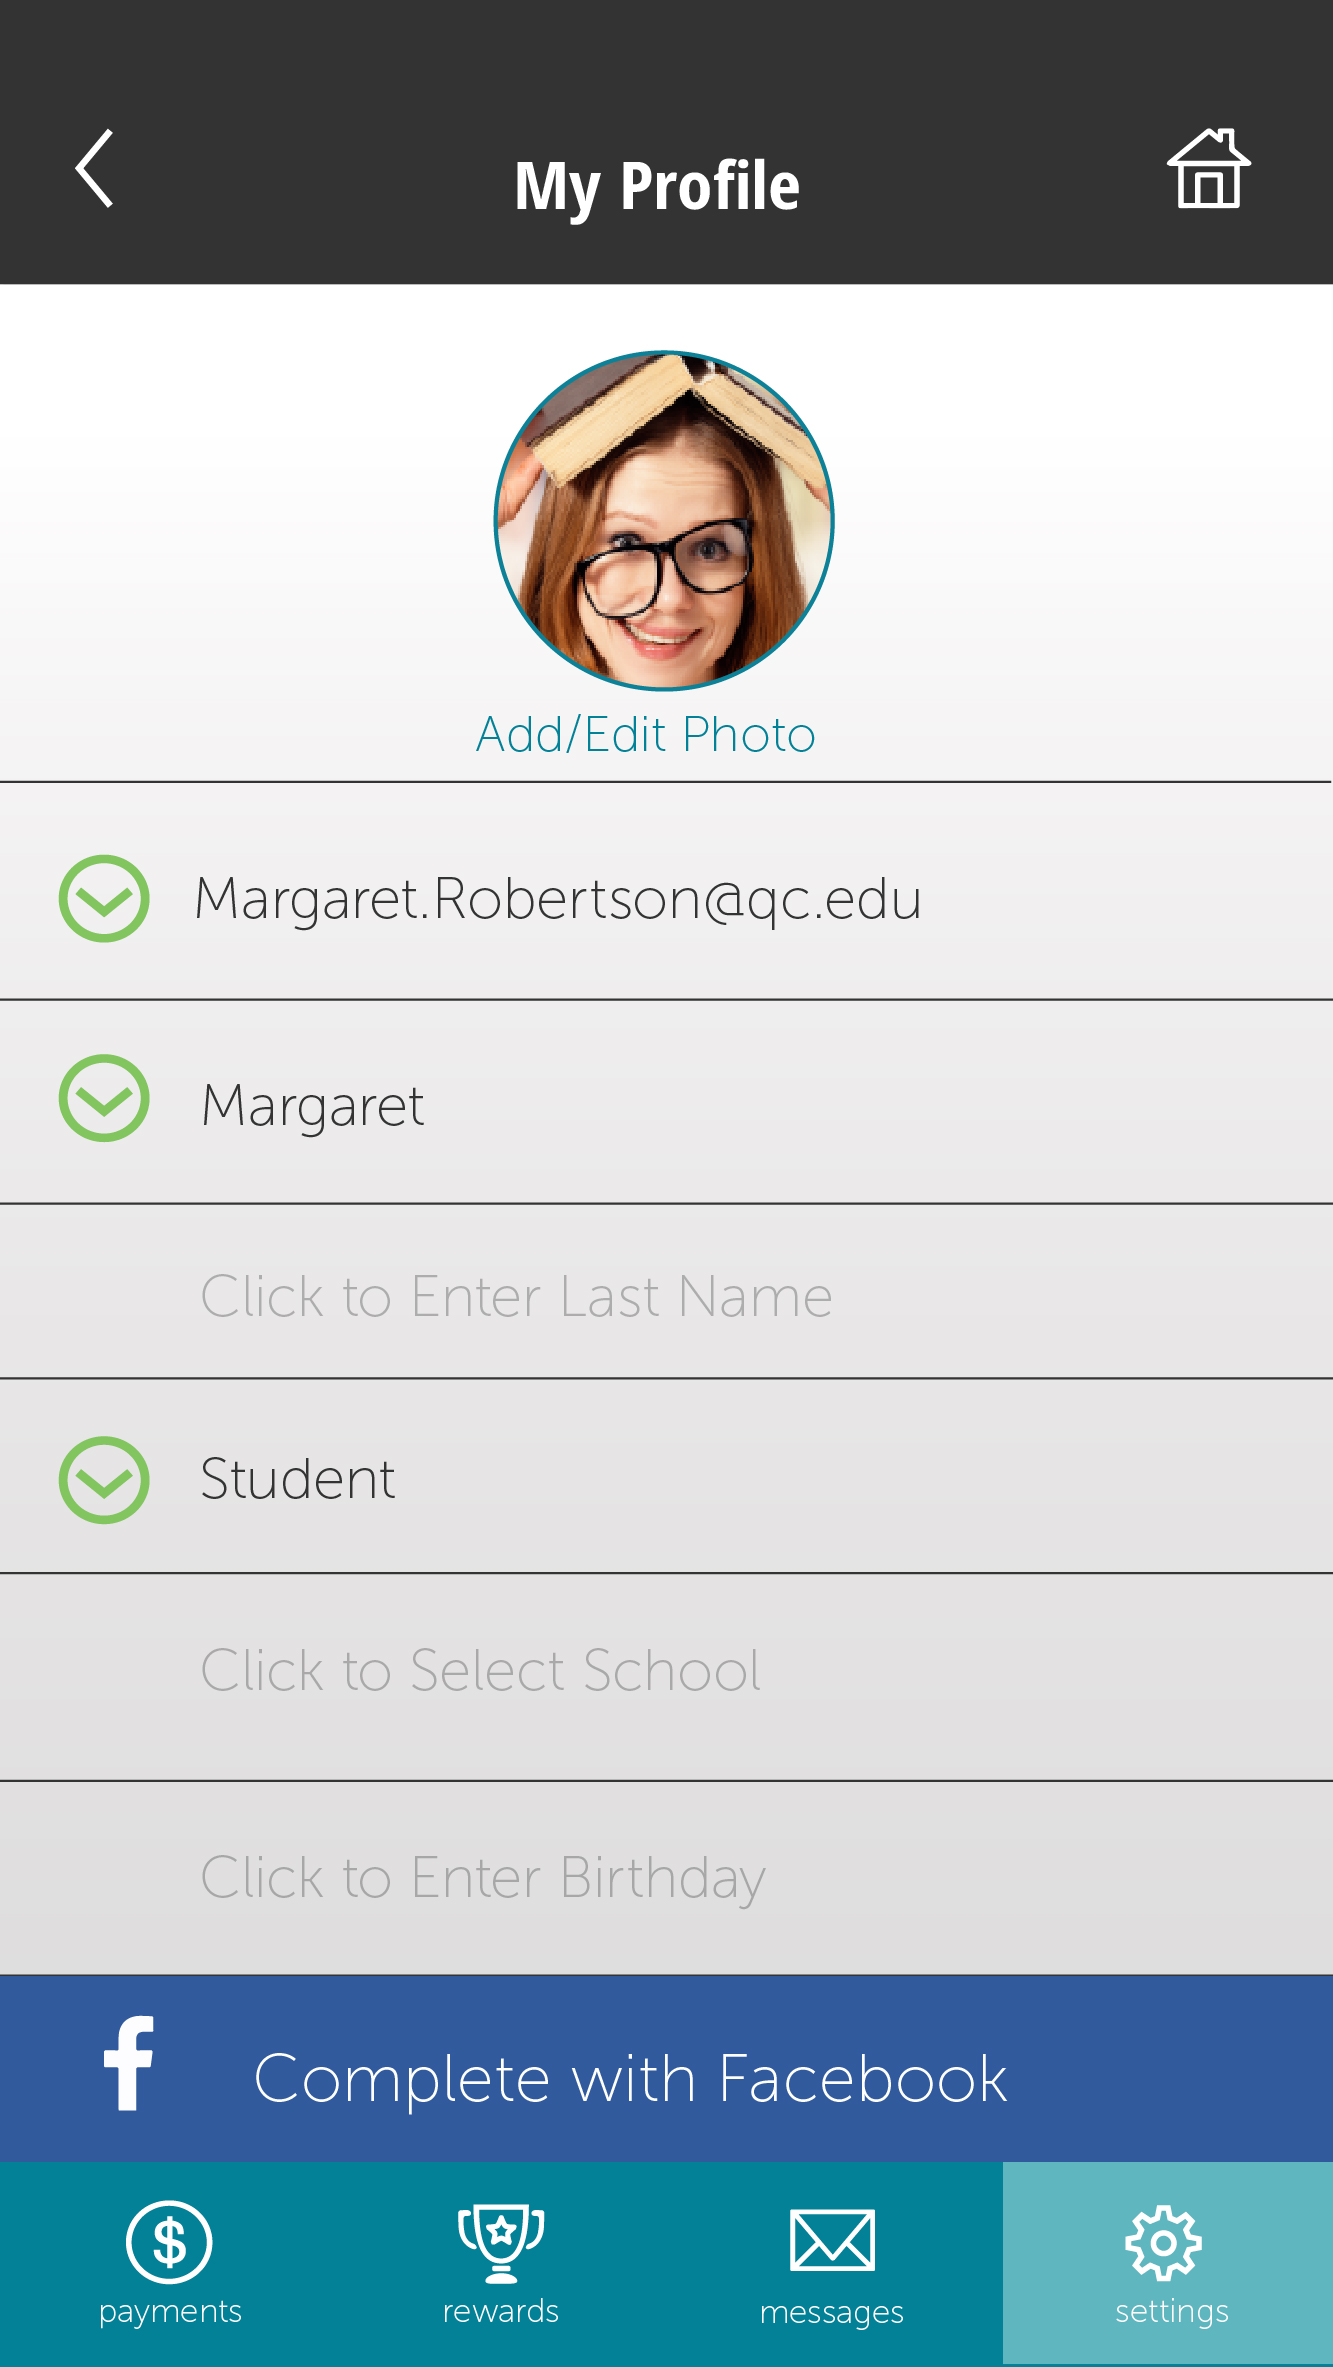 My Profile
Add/Edit Photo
Margaret.Robertson@qc.edu
Margaret
Click to Enter Last Name
Student
Click to Select School
Click to Enter Birthday
f Complete with Facebook
$
payments rewards messages settings